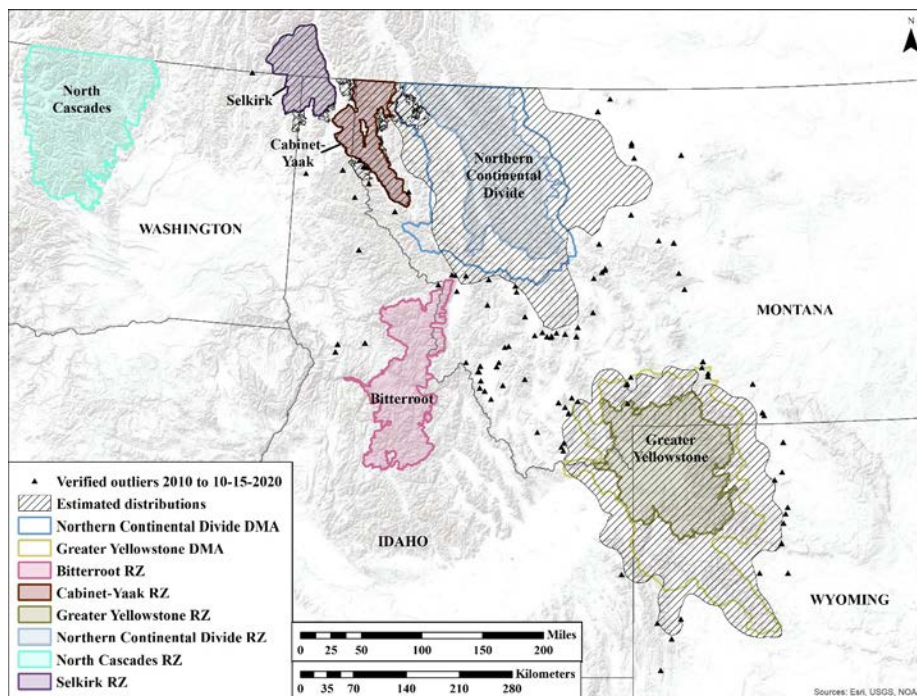 N
North
Cascades
Selkirk
Cabinet-
Yaak
Northern
Continental
Divide
WASHINGTON
MONTANA
Bitterroot
Greater
Yellowstone
IDAHO
WYOMING
Verified outliers 2010 to 10-15-2020
Estimated distributions
Northern Continental Divide DMA
Greater Yellowstone DMA
Bitterroot RZ
Cabinet-Yaak RZ
Greater Yellowstone RZ
Northern Continental Divide RZ
North Cascades RZ
Selkirk RZ
Miles
0 25 50 100 150 200
Kilometers
0 35 70 140 210 280
Sources: Esri, USGS, NOA